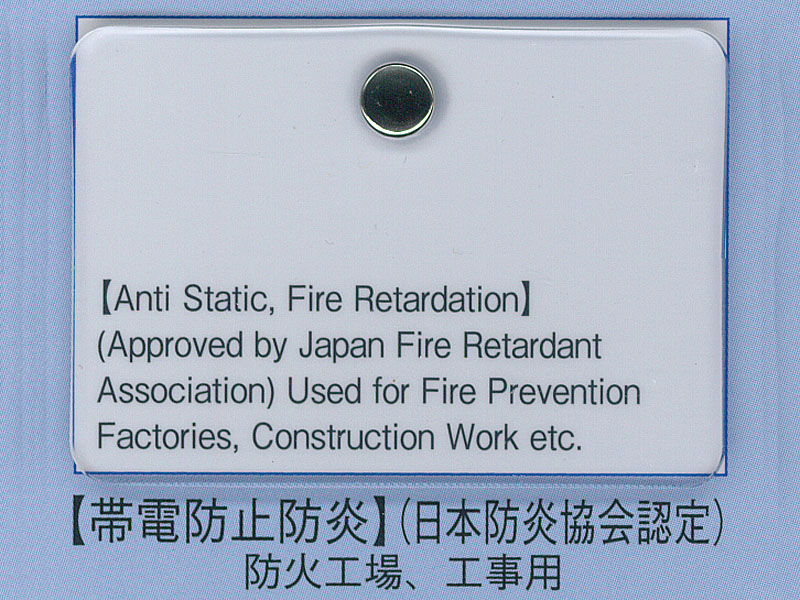 【Anti Static, Fire Retardation】
(Approved by Japan Fire Retardant
Association) Used for Fire Prevention
Factories, Construction Work etc.
【帯電防止防炎】(日本防炎協会認定)
防火工場、工事用